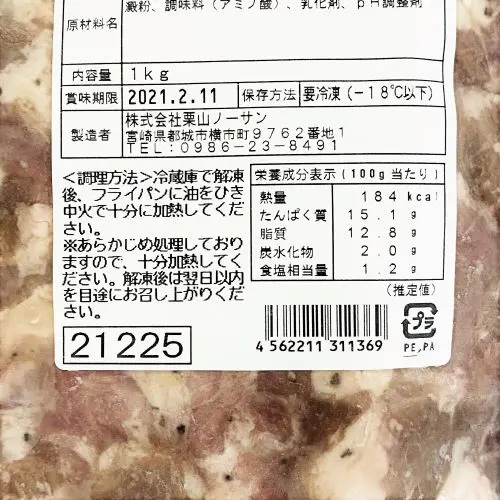 澱粉、調味料(アミノ酸)、乳化剤、pH調整剤
原材料名
内容量 1kg
賞味期限 2021.2.11 保存方法 要冷凍(-18℃以下)
製造者 株式会社栗山ノーサン
宮崎県都城市横市町9762番地1
TEL:0986-23-8491
<調理方法>冷蔵庫で解凍
後、フライパンに油をひき
中火で十分に加熱してくだ
さい。
※あらかじめ処理しており
ますので、十分加熱してく
ださい。解凍後は翌日以内
を目途にお召し上がりくだ
さい。
21225
栄養成分表示(100g当たり)
熱量 184 kcal
たんぱく質 15.1 g
脂質 12.8 g
炭水化物 2.0 g
食塩相当量 1.2 g
(推定値)
4 562211 311369
プラ
PE,PA